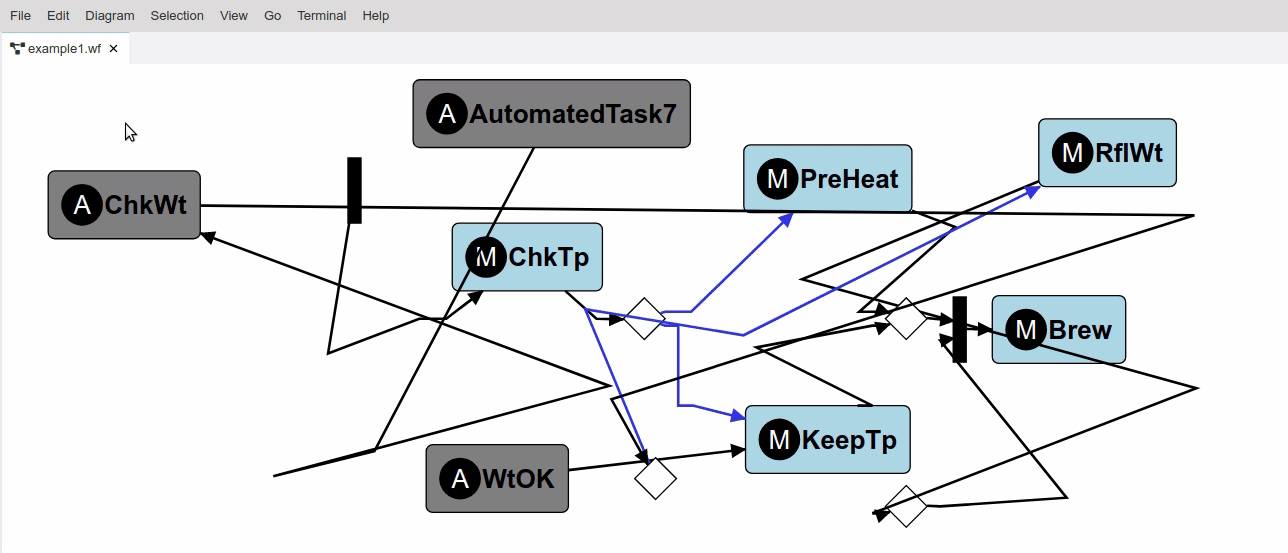 File Edit Diagram Selection View Go Terminal Help
example1.wf ×
A AutomatedTask7
M RflWt
M PreHeat
A ChkWt
M ChkTp
M Brew
M KeepTp
A WtOK